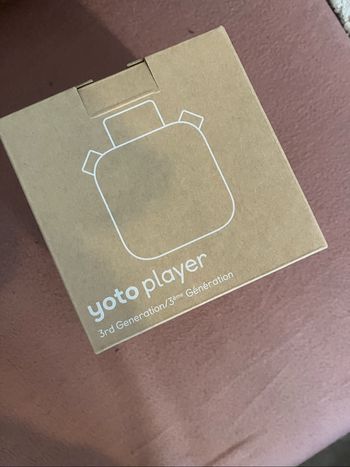 yoto player
3rd Generation/3ème Génération